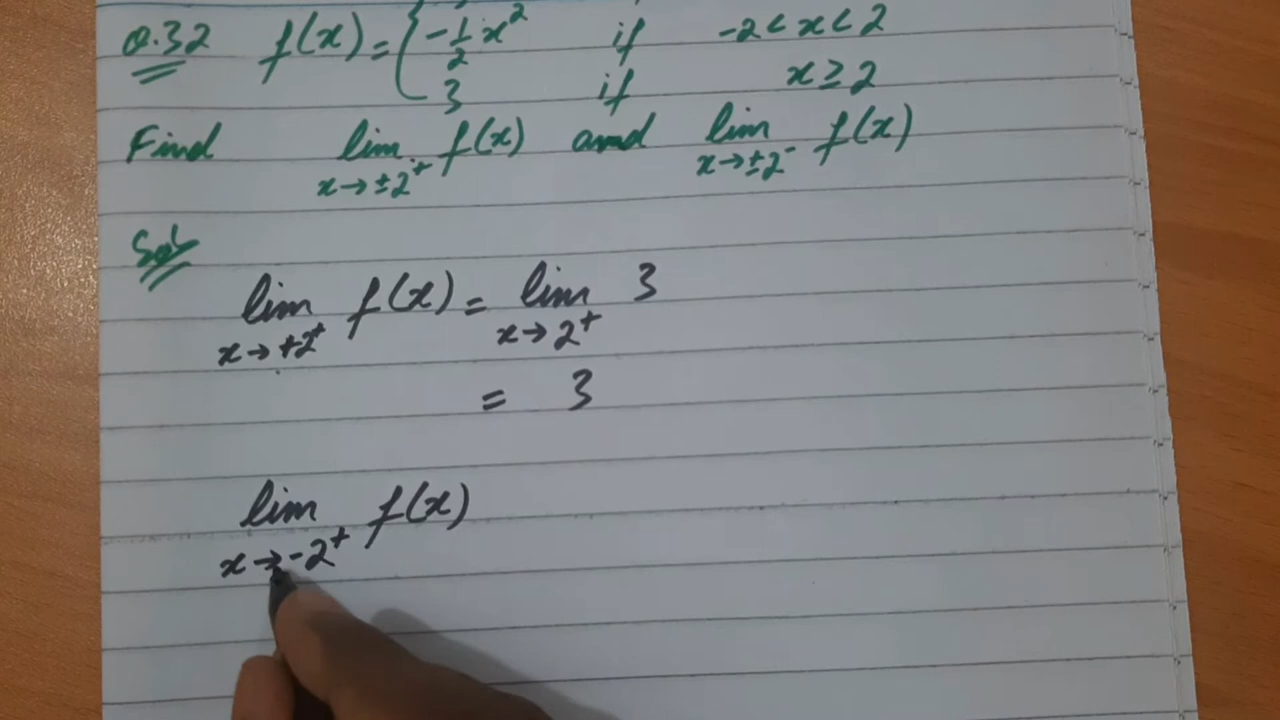 Q.32 f(x) = { -1/2 x² if -2 < x < 2
3 if x ≥ 2
Find lim x→±2⁺ f(x) and lim x→±2⁻ f(x)
Sol
lim x→+2⁺ f(x) = lim x→2⁺ 3
= 3
lim x→-2⁺ f(x)